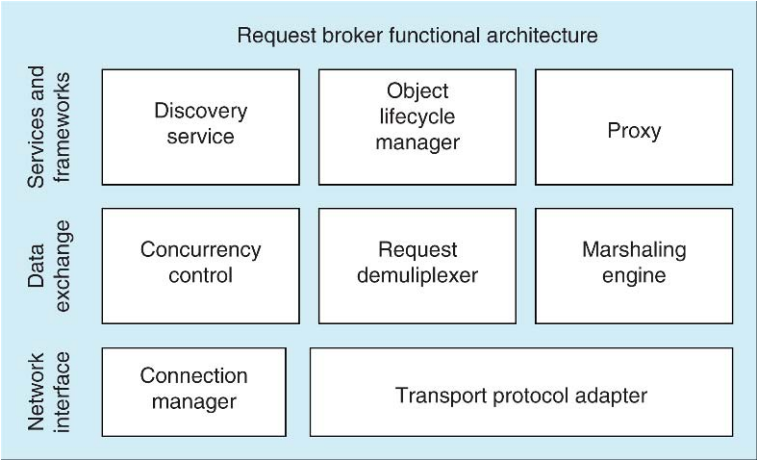 Request broker functional architecture
Services and
frameworks
Discovery
service
Object
lifecycle
manager
Proxy
Data
exchange
Concurrency
control
Request
demuliplexer
Marshaling
engine
Network
interface
Connection
manager
Transport protocol adapter